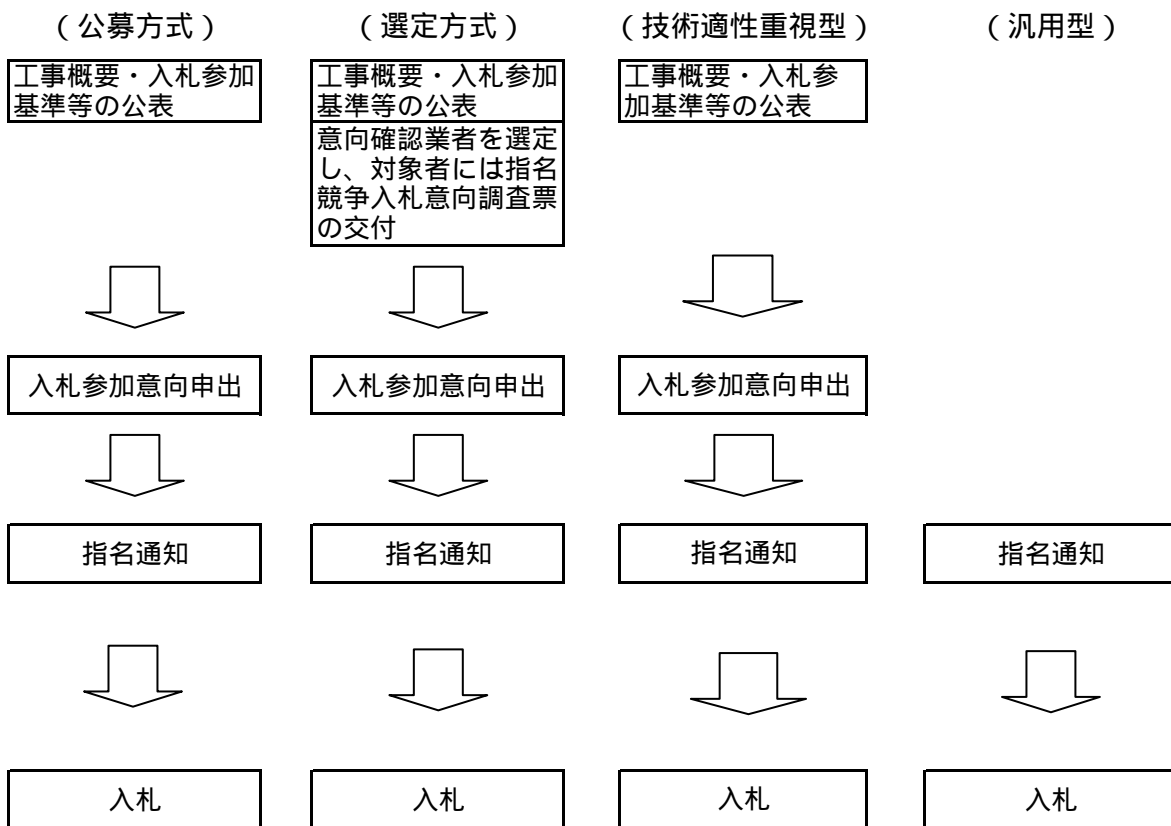 （公募方式）
（選定方式）
（技術適性重視型）
（汎用型）
工事概要・入札参加
基準等の公表
工事概要・入札参加
基準等の公表
意向確認業者を選定
し、対象者には指名
競争入札意向調査票
の交付
工事概要・入札参
加基準等の公表
入札参加意向申出
入札参加意向申出
入札参加意向申出
指名通知
指名通知
指名通知
指名通知
入札
入札
入札
入札